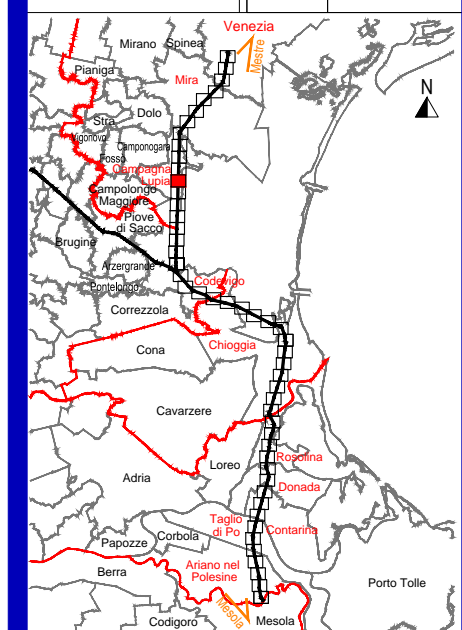 Venezia
Mirano
Spinea
Mestre
Pianiga
Mira
N
Dolo
Stra
Vigonovo
Camponogara
Fosso
Campagna
Lupia
Campolongo
Maggiore
Piove
di Sacco
Brugine
Arzergrande
Codevigo
Pontelongo
Correzzola
Chioggia
Cona
Cavarzere
Rosolina
Loreo
Adria
Donada
Taglio
di Po
Contarina
Corbola
Papozze
Ariano nel
Polesine
Berra
Porto Tolle
Mesola
Mesola
Codigoro